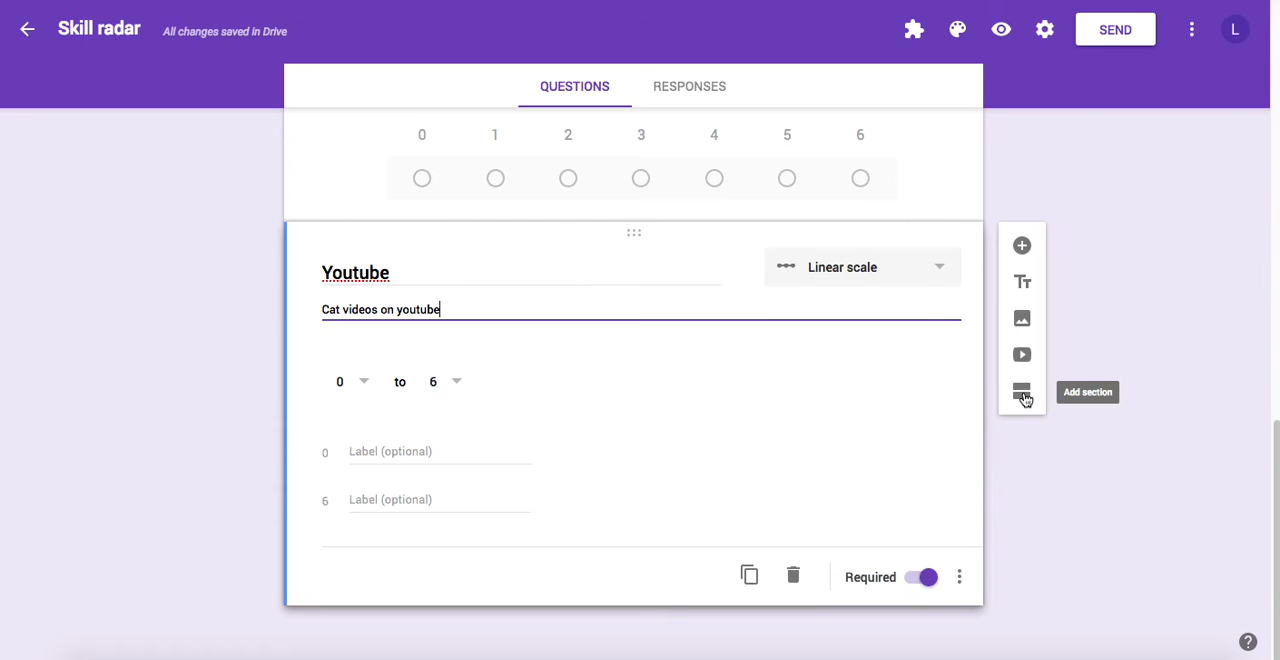 Skill radar All changes saved in Drive SEND L
QUESTIONS RESPONSES
0 1 2 3 4 5 6
Youtube Linear scale
Cat videos on youtube
0 to 6
Add section
0 Label (optional)
6 Label (optional)
Required